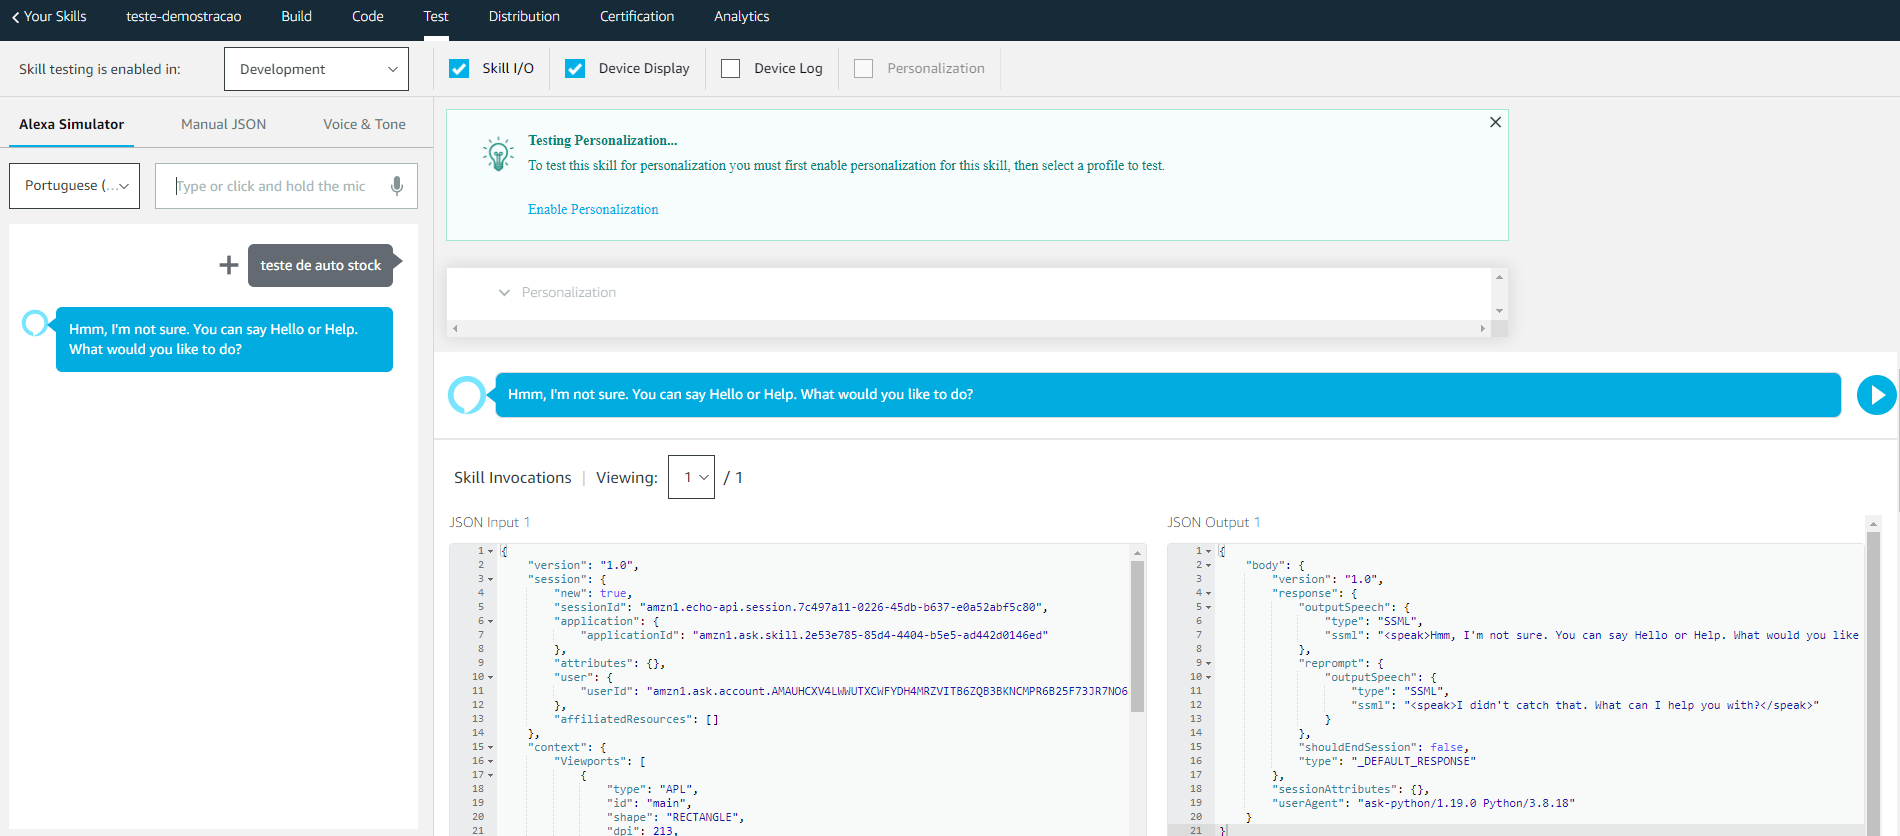 Your Skills
teste-demostracao
Build
Code
Test
Distribution
Certification
Analytics
Skill testing is enabled in:
Development
Skill I/O
Device Display
Device Log
Personalization
Alexa Simulator
Manual JSON
Voice & Tone
Portuguese (...
Type or click and hold the mic
teste de auto stock
Hmm, I'm not sure. You can say Hello or Help.
What would you like to do?
Testing Personalization...
To test this skill for personalization you must first enable personalization for this skill, then select a profile to test.
Enable Personalization
Personalization
Hmm, I'm not sure. You can say Hello or Help. What would you like to do?
Skill Invocations | Viewing: 1 / 1
JSON Input 1
1 {
2 "version": "1.0",
3 "session": {
4 "new": true,
5 "sessionId": "amzn1.echo-api.session.7c497a11-0226-45db-b637-e0a52abf5c80",
6 "application": {
7 "applicationId": "amzn1.ask.skill.2e53e785-85d4-4404-b5e5-ad442d0146ed"
8 },
9 "attributes": {},
10 "user": {
11 "userId": "amzn1.ask.account.AMAUHCXV4LWWUTXCWFYDH4MRZVITB6ZQB3BKNCMPR6B25F73JR7NO6
12 },
13 "affiliatedResources": []
14 },
15 "context": {
16 "Viewports": [
17 {
18 "type": "APL",
19 "id": "main",
20 "shape": "RECTANGLE",
21 "dpi": 213,
JSON Output 1
1 {
2 "body": {
3 "version": "1.0",
4 "response": {
5 "outputSpeech": {
6 "type": "SSML",
7 "ssml": "<speak>Hmm, I'm not sure. You can say Hello or Help. What would you like
8 },
9 "reprompt": {
10 "outputSpeech": {
11 "type": "SSML",
12 "ssml": "<speak>I didn't catch that. What can I help you with?</speak>"
13 }
14 },
15 "shouldEndSession": false,
16 "type": "_DEFAULT_RESPONSE"
17 },
18 "sessionAttributes": {},
19 "userAgent": "ask-python/1.19.0 Python/3.8.18"
20 }
21 }